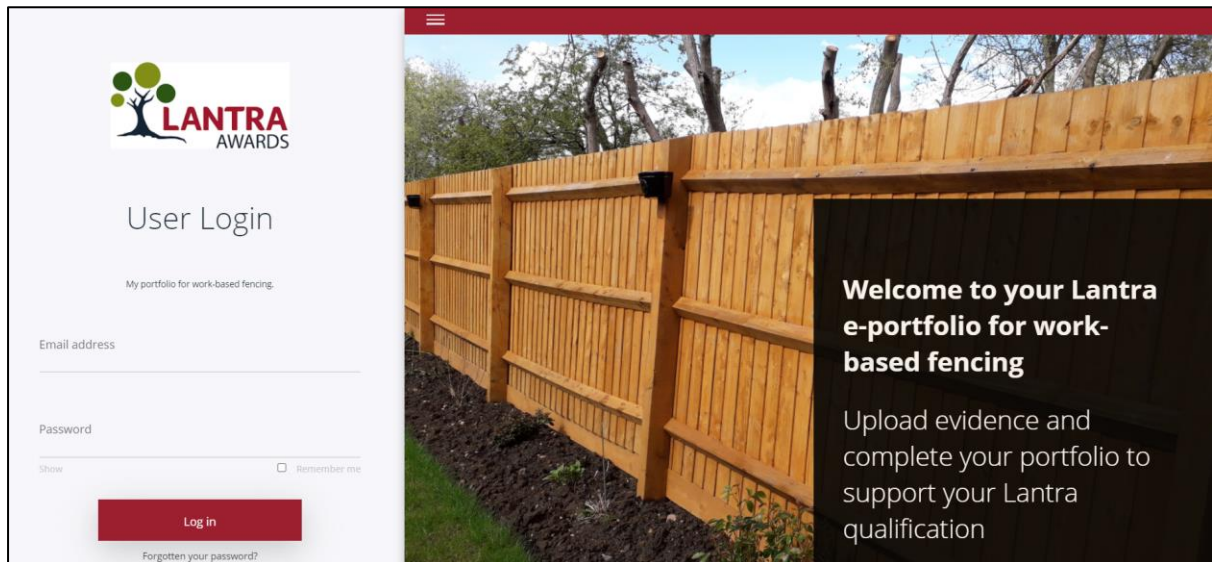 LANTRA
AWARDS
User Login
My portfolio for work-based fencing.
Email address
Password
Show
Remember me
Log in
Forgotten your password?
Welcome to your Lantra
e-portfolio for work-
based fencing
Upload evidence and
complete your portfolio to
support your Lantra
qualification